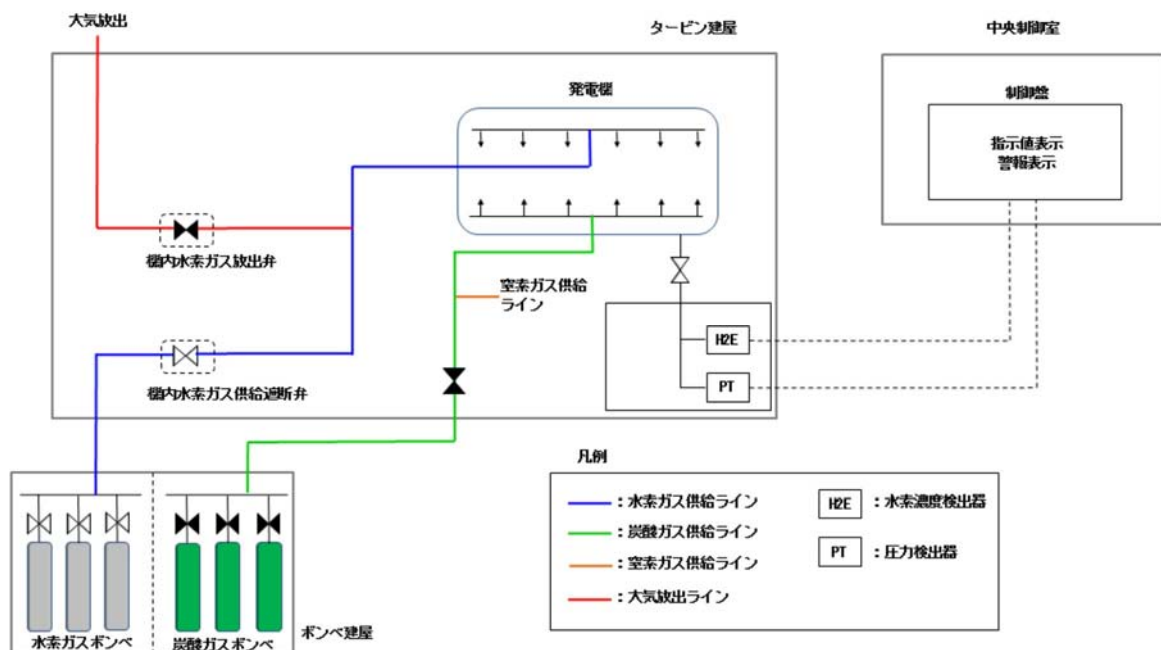 大気放出
タービン建屋
中央制御室
発電機
制御盤
指示値表示
警報表示
機内水素ガス放出弁
窒素ガス供給
ライン
H2E
機内水素ガス供給遮断弁
PT
凡例
：水素ガス供給ライン
H2E
：水素濃度検出器
：炭酸ガス供給ライン
PT
：圧力検出器
：窒素ガス供給ライン
：大気放出ライン
水素ガスボンベ
炭酸ガスボンベ
ボンベ建屋